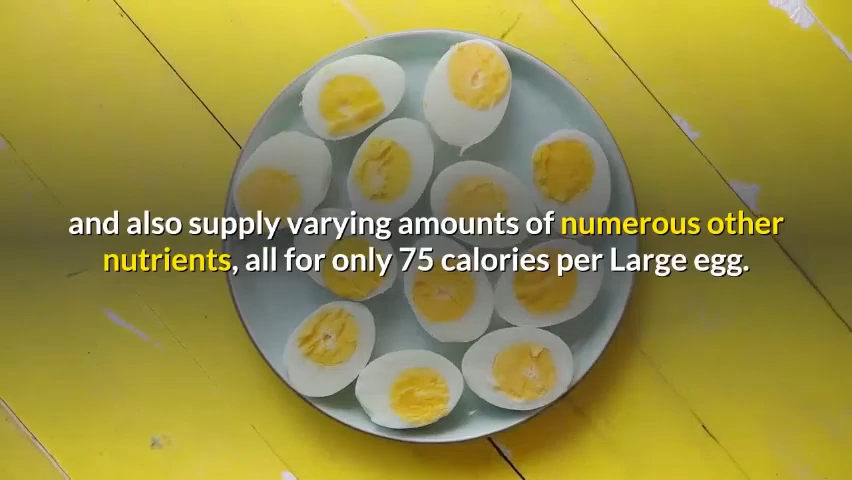 and also supply varying amounts of numerous other
nutrients, all for only 75 calories per Large egg.